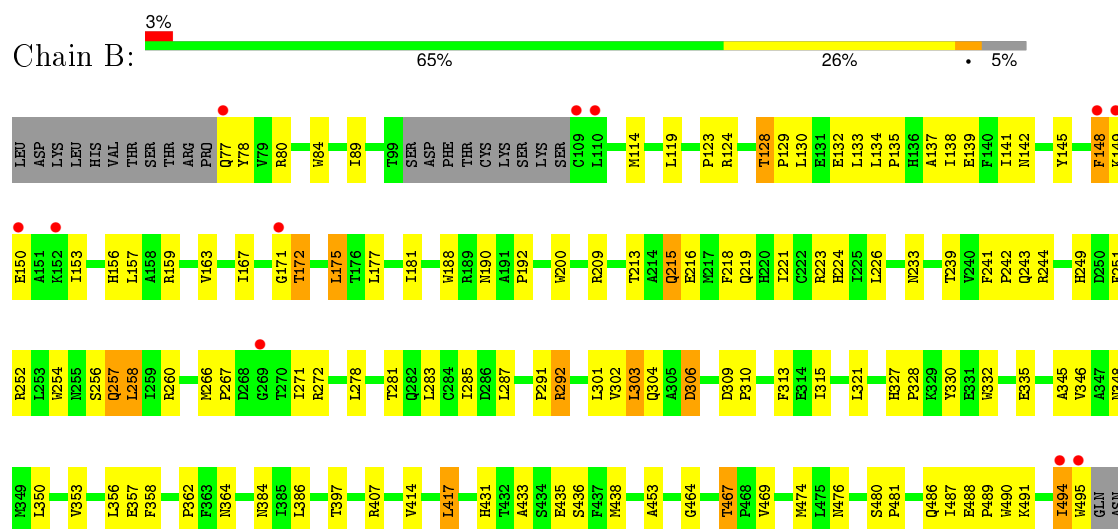 3%
Chain B:
65% 26% • 5%
LEU ASP LYS LEU HIS VAL THR SER THR ARG PRO Q77 Y78 V79 R80 W84 I89 T99 SER ASP PHE THR CYS LYS SER LYS SER C109 L110 M114 L119 P123 R124 T128 P129 L130 E131 E132 L133 L134 P135 H136 A137 I138 E139 F140 I141 N142 Y145 F148 K149
E150 A151 K152 I153 H156 L157 A158 R159 V163 I167 G171 T172 L175 T176 L177 I181 W188 R189 N190 A191 P192 W200 R209 T213 A214 Q215 E216 M217 F218 Q219 H220 I221 C222 R223 H224 I225 L226 N233 T239 V240 F241 P242 Q243 R244 H249 D250 E251
R252 L253 W254 N255 S256 Q257 L258 I259 R260 M266 P267 D268 G269 T270 I271 R272 L278 T281 Q282 L283 C284 I285 D286 L287 P291 R292 L301 V302 L303 Q304 A305 D306 D309 P310 F313 E314 I315 L321 H327 P328 K329 Y330 E331 W332 E335 A345 V346 A347 N348
M349 L350 V353 L356 E357 F358 P362 F363 N364 N384 I385 L386 T397 R407 V414 L417 H431 T432 A433 S434 E435 S436 F437 M438 A453 G464 T467 P468 V469 M474 L475 N476 S480 P481 Q486 I487 E488 P489 W490 K491 I494 W495 GLN